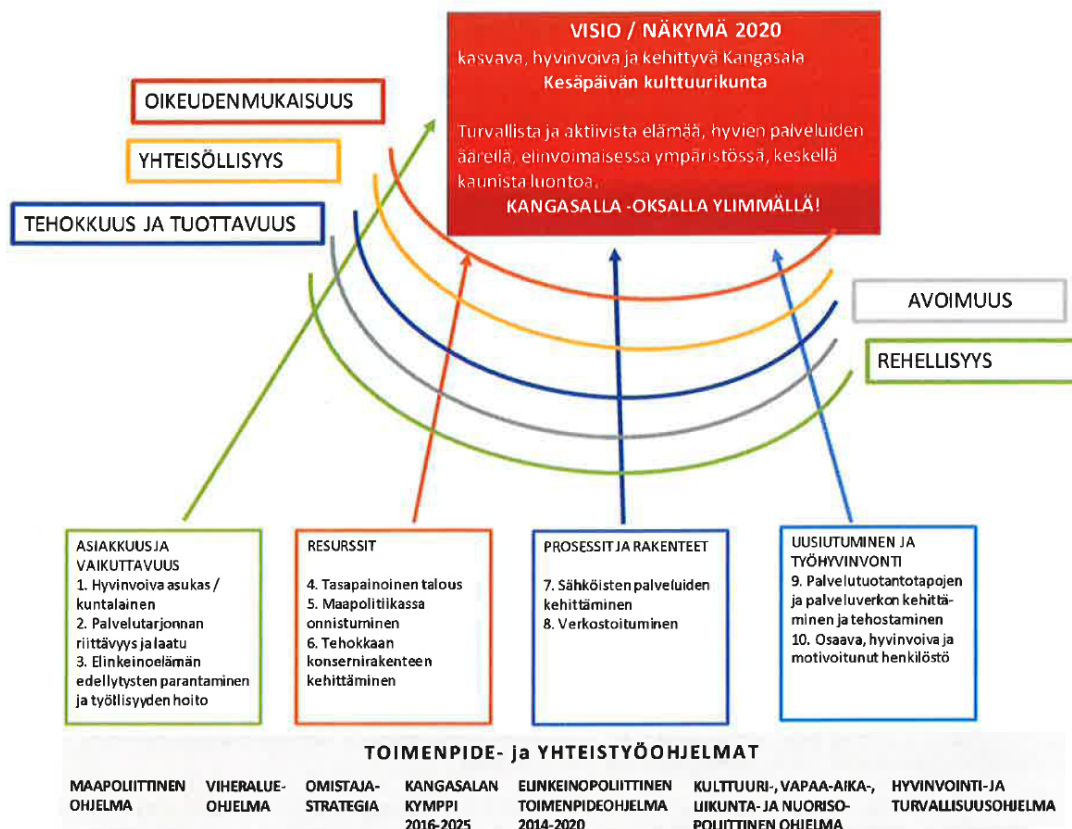 VISIO / NÄKYMÄ 2020
kasvava, hyvinvoiva ja kehittyvä Kangasala
Kesäpäivän kulttuurikunta
Turvallista ja aktiivista elämää, hyvien palveluiden
äärellä, elinvoimaisessa ympäristössä, keskellä
kaunista luontoa.
KANGASALLA -OKSALLA YLIMMÄLLÄ!
OIKEUDENMUKAISUUS
YHTEISÖLLISYYS
TEHOKKUUS JA TUOTTAVUUS
AVOIMUUS
REHELLISYYS
ASIAKKUUS JA
VAIKUTTAVUUS
1. Hyvinvoiva asukas /
kuntalainen
2. Palvelutarjonnan
riittävyys ja laatu
3. Elinkeinoelämän
edellytysten parantaminen
ja työllisyyden hoito
RESURSSIT
4. Tasapainoinen talous
5. Maapolitiikassa
onnistuminen
6. Tehokkaan
konsernirakenteen
kehittäminen
PROSESSIT JA RAKENTEET
7. Sähköisten palveluiden
kehittäminen
8. Verkostoituminen
UUSIUTUMINEN JA
TYÖHYVINVONTI
9. Palvelutuotantotapojen
ja palveluverkon kehittä-
minen ja tehostaminen
10. Osaava, hyvinvoiva ja
motivoitunut henkilöstö
TOIMENPIDE- ja YHTEISTYÖOHJELMAT
MAAPOLIITTINEN
OHJELMA
VIHERALUE-
OHJELMA
OMISTAJA-
STRATEGIA
KANGASALAN
KYMPPI
2016-2025
ELINKEINOPOLIITTINEN
TOIMENPIDEOHJELMA
2014-2020
KULTTUURI-, VAPAA-AIKA-,
LIIKUNTA- JA NUORISO-
POLIITTINEN OHJELMA
HYVINVOINTI- JA
TURVALLISUUSOHJELMA